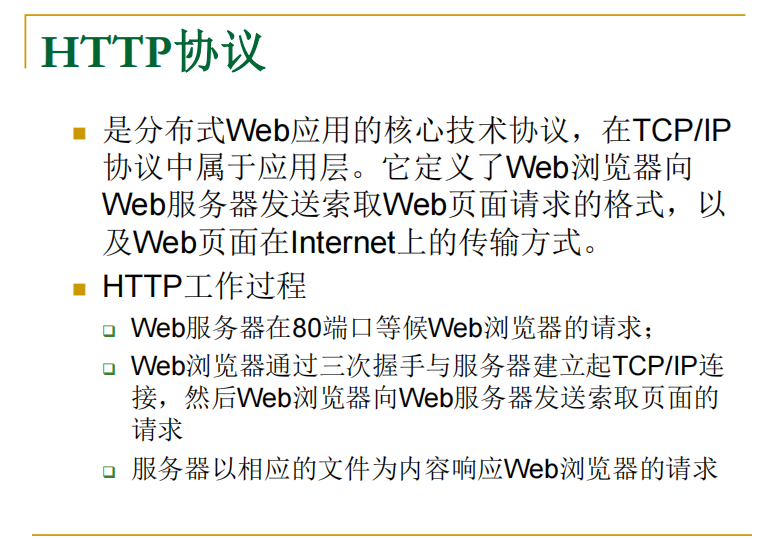 HTTP协议
是分布式Web应用的核心技术协议，在TCP/IP
协议中属于应用层。它定义了Web浏览器向
Web服务器发送索取Web页面请求的格式，以
及Web页面在Internet上的传输方式。
HTTP工作过程
Web服务器在80端口等候Web浏览器的请求；
Web浏览器通过三次握手与服务器建立起TCP/IP连
接，然后Web浏览器向Web服务器发送索取页面的
请求
服务器以相应的文件为内容响应Web浏览器的请求